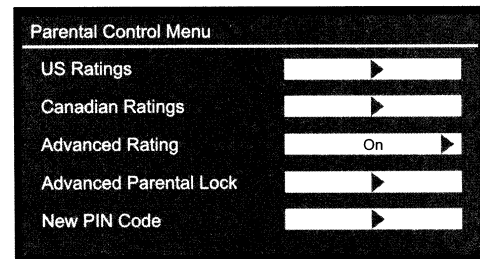 Parental Control Menu
US Ratings
Canadian Ratings
Advanced Rating On
Advanced Parental Lock
New PIN Code